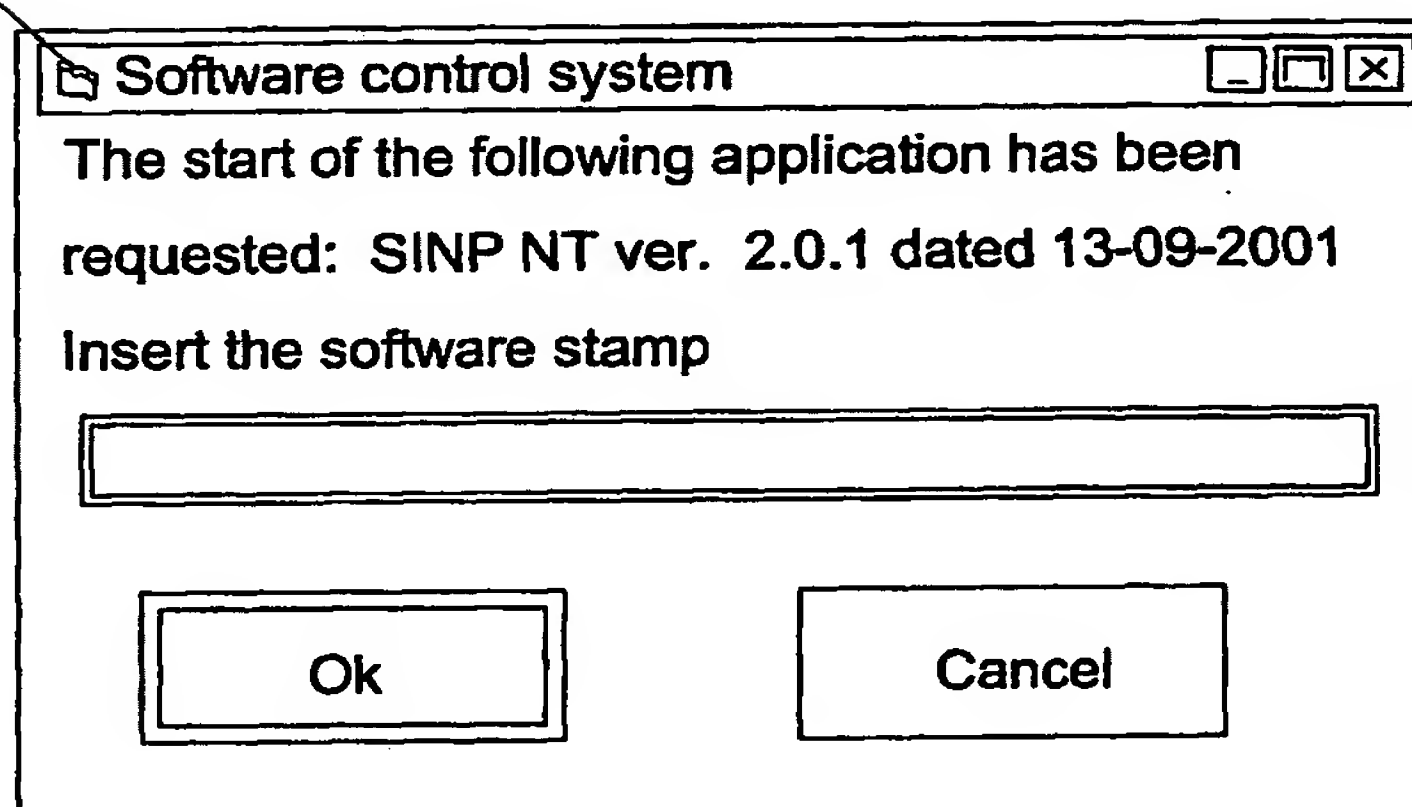 Software control system
The start of the following application has been
requested: SINP NT ver. 2.0.1 dated 13-09-2001
Insert the software stamp
Ok
Cancel